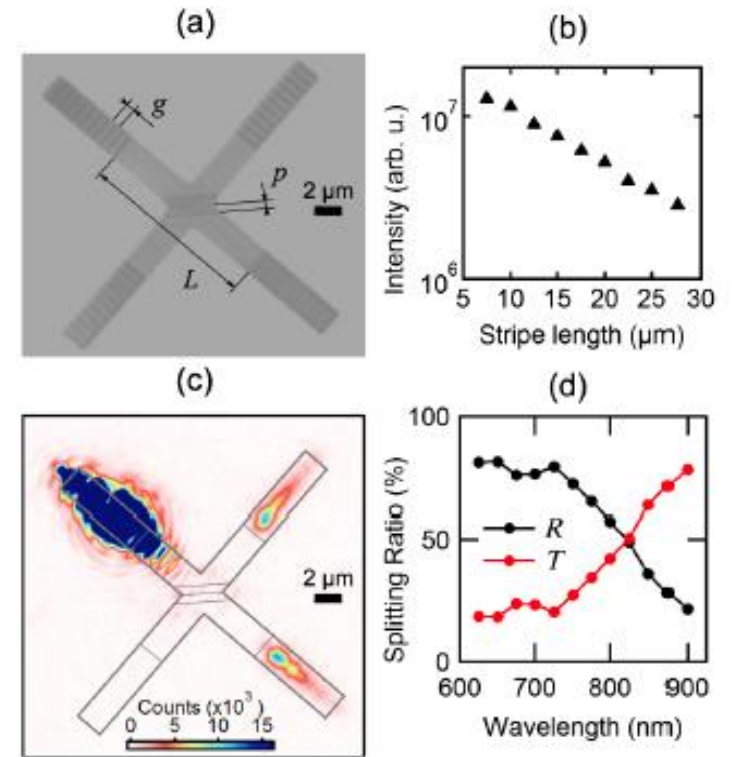 (a)
g
p
2 μm
L
(b)
Intensity (arb. u.)
10^7
10^6
5 10 15 20 25 30
Stripe length (μm)
(c)
2 μm
Counts (x10^3)
0 5 10 15
(d)
Splitting Ratio (%)
100
50
0
R
T
600 700 800 900
Wavelength (nm)